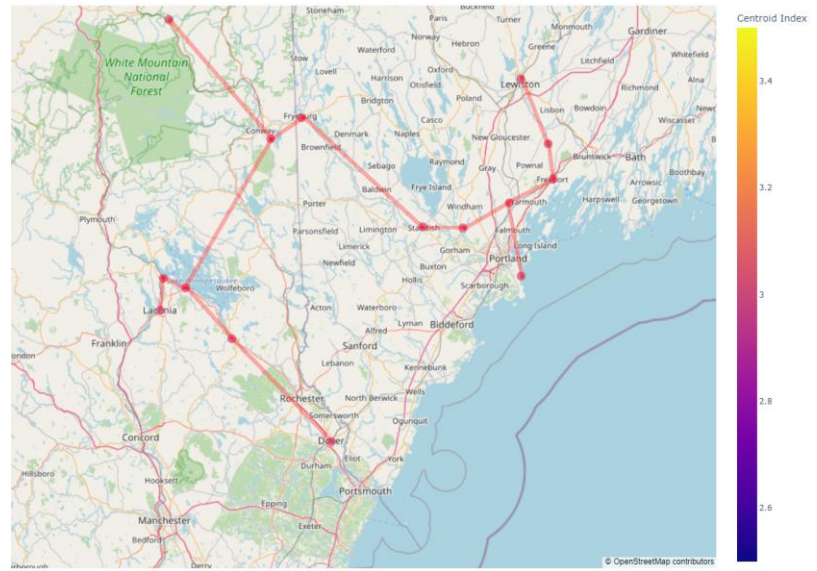 Stoneham
Paris
Buckfield
Turner
Monmouth
Centroid Index
Norway
Hebron
Greene
Gardiner
Waterford
Litchfield
Whitefield
White Mountain
National
Forest
Stow
Lovell
Harrison
Oxford
Otisfield
Lewiston
Richmond
Alna
3.4
Bridgton
Poland
Lisbon
Bowdoin
Wiscasset
Casco
Fryeburg
Conway
Denmark
Naples
New Gloucester
Brunswick
Bath
Brownfield
Sebago
Raymond
Gray
Pownal
Boothbay
Baldwin
Frye Island
Freeport
Arrowsic
3.2
Porter
Windham
Yarmouth
Harpswell
Georgetown
Plymouth
Parsonsfield
Limington
Standish
Falmouth
Limerick
Gorham
Long Island
Newfield
Buxton
Portland
Hollis
Scarborough
Wolfeboro
3
Acton
Waterboro
Laconia
Lyman
Biddeford
Alfred
Franklin
Sanford
Lebanon
Kennebunk
Wells
Rochester
North Berwick
2.8
Somersworth
Ogunquit
Concord
Dover
Eliot
York
Durham
Hillsboro
Hooksett
Portsmouth
Epping
2.6
Manchester
Exeter
Bedford
Derry
© OpenStreetMap contributors